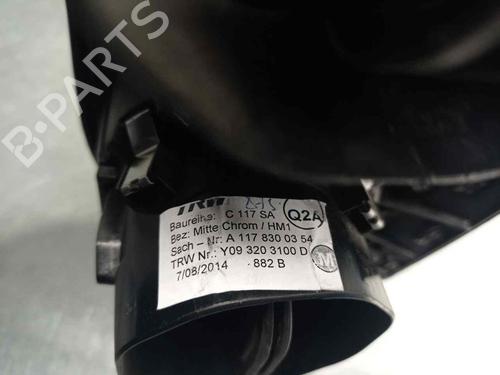 B-PARTS
TRW
Q2A
Baureihe: C 117 SA
Bez: Mitte Chrom / HM1
Sach - Nr: A 117 830 03 54
TRW Nr.: Y09 320 3100 D
7/08/2014 882 B
M